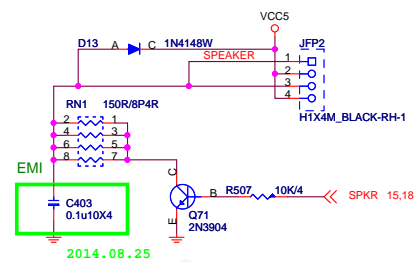 VCC5
D13 A C 1N4148W JFP2
SPEAKER 1
2
3
4
H1X4M_BLACK-RH-1
RN1 150R/8P4R
2 1
4 3
6 5
8 7
EMI
C403
0.1u10X4
C
B R507 10K/4 SPKR 15,18
E Q71
2N3904
2014.08.25